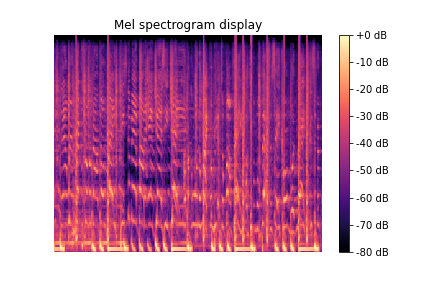 Mel spectrogram display
+0 dB
-10 dB
-20 dB
-30 dB
-40 dB
-50 dB
-60 dB
-70 dB
-80 dB